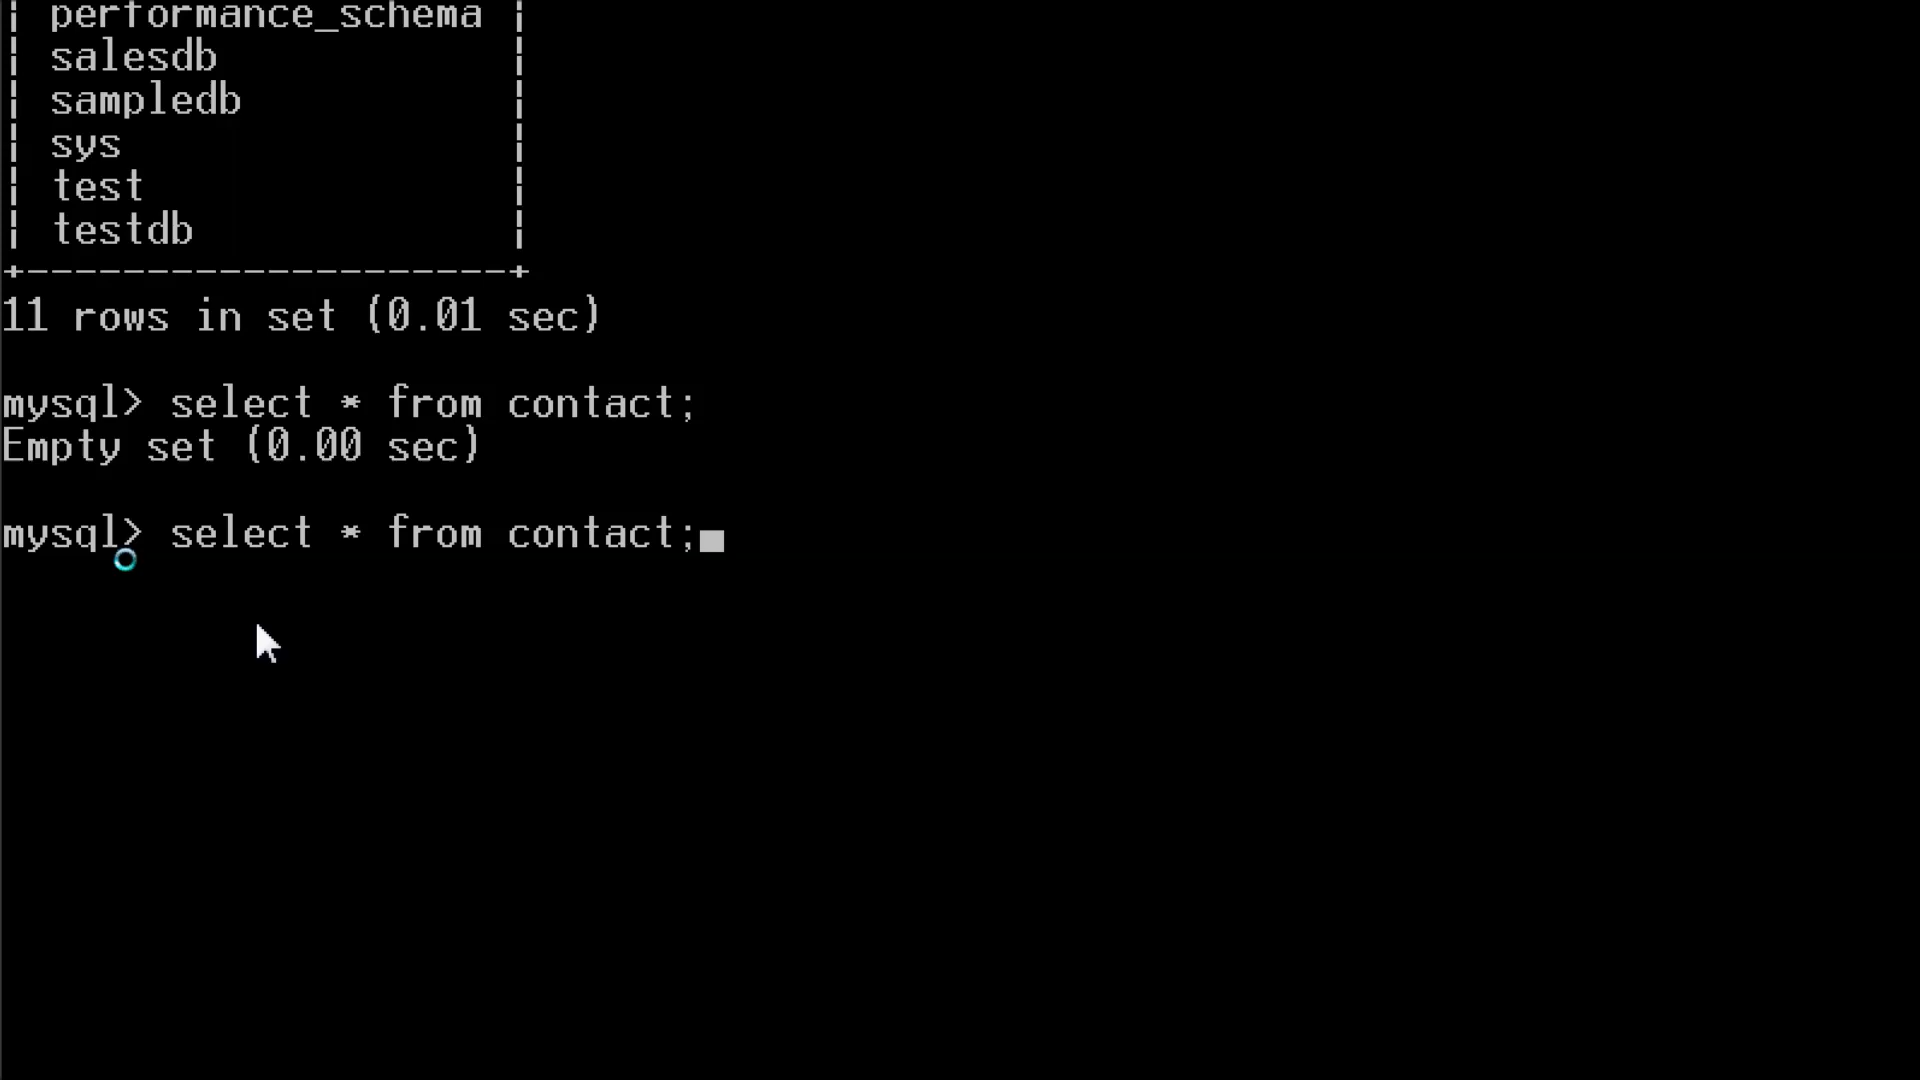 | performance_schema |
| salesdb |
| sampledb |
| sys |
| test |
| testdb |
+--------------------+
11 rows in set (0.01 sec)
mysql> select * from contact;
Empty set (0.00 sec)
mysql> select * from contact;